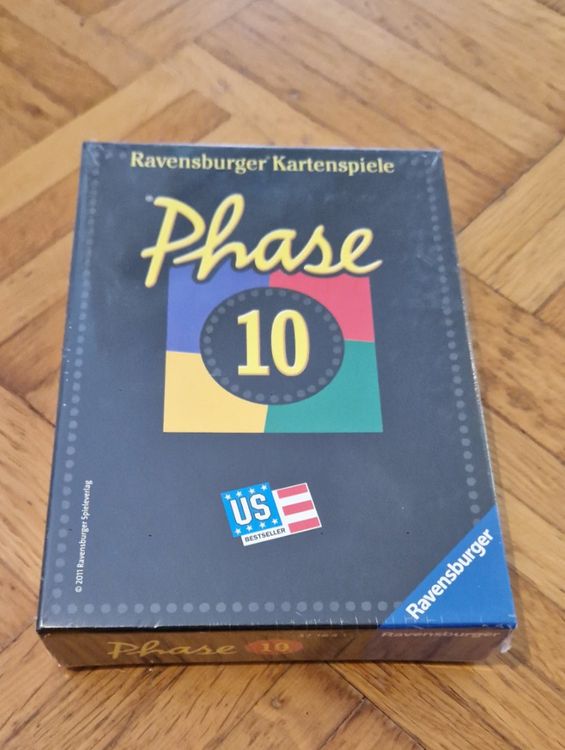 Ravensburger® Kartenspiele
Phase
10
US
BESTSELLER
© 2011 Ravensburger Spieleverlag
Ravensburger
Phase 10
Ravensburger